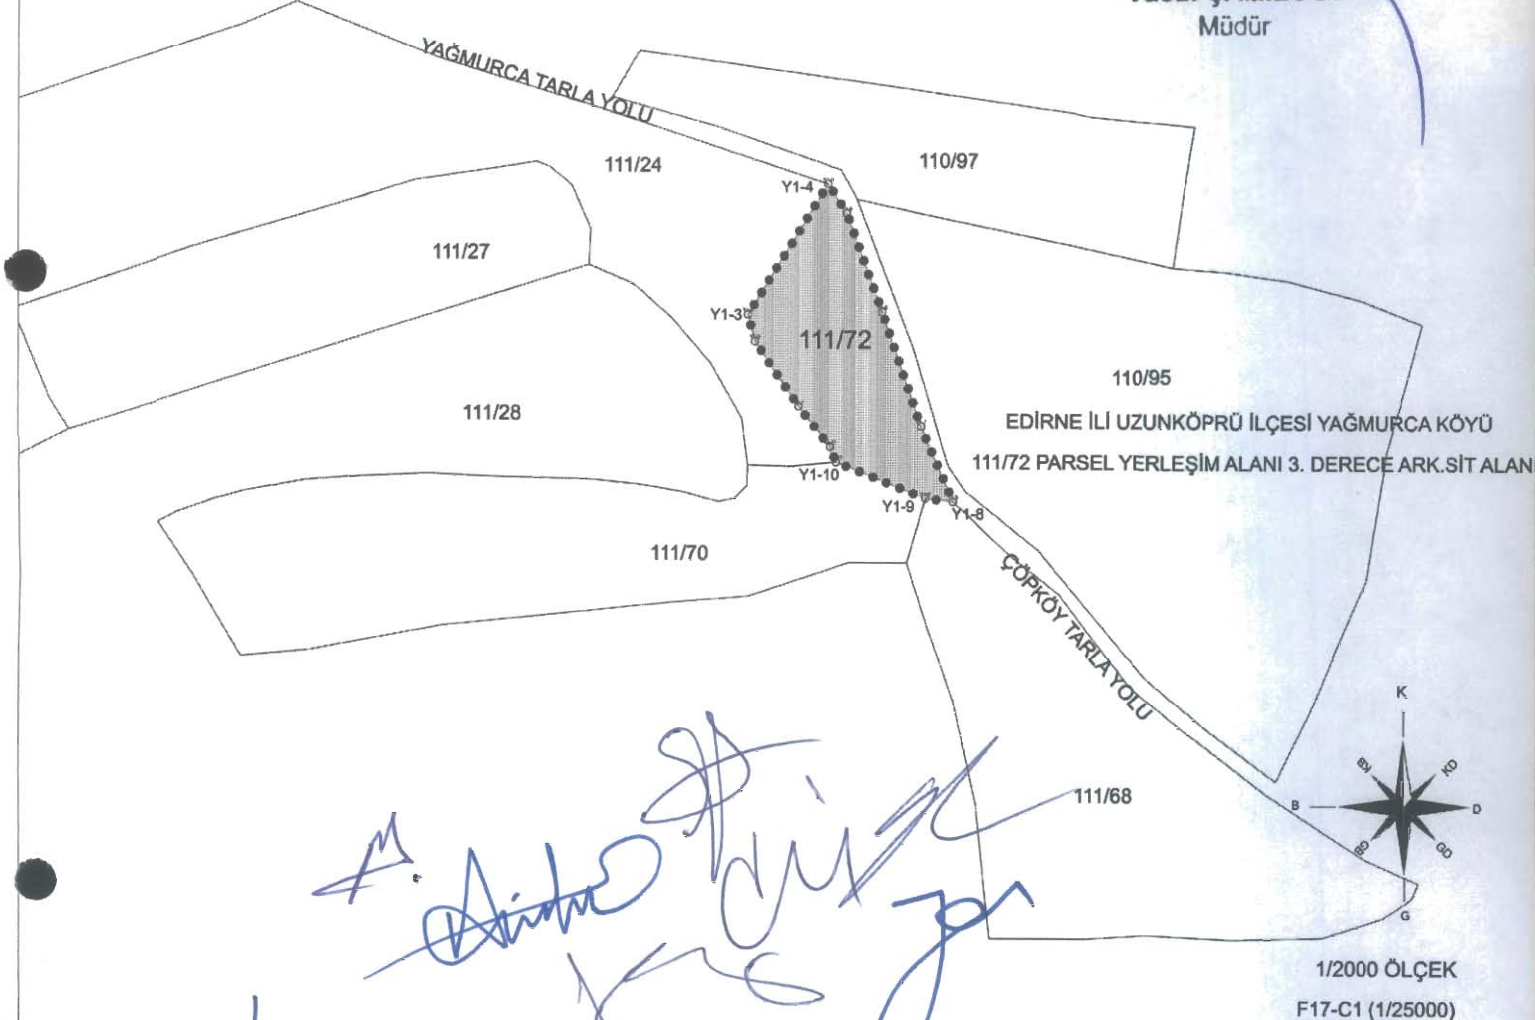 Müdür
YAĞMURCA TARLA YOLU
111/24
110/97
Y1-4
111/27
Y1-3
111/72
110/95
111/28
EDİRNE İLİ UZUNKÖPRÜ İLÇESİ YAĞMURCA KÖYÜ
111/72 PARSEL YERLEŞİM ALANI 3. DERECE ARK.SİT ALANI
Y1-10
Y1-9
Y1-8
111/70
ÇÖPKÖY TARLA YOLU
K
KB
KD
111/68
B
D
GB
GD
G
1/2000 ÖLÇEK
F17-C1 (1/25000)